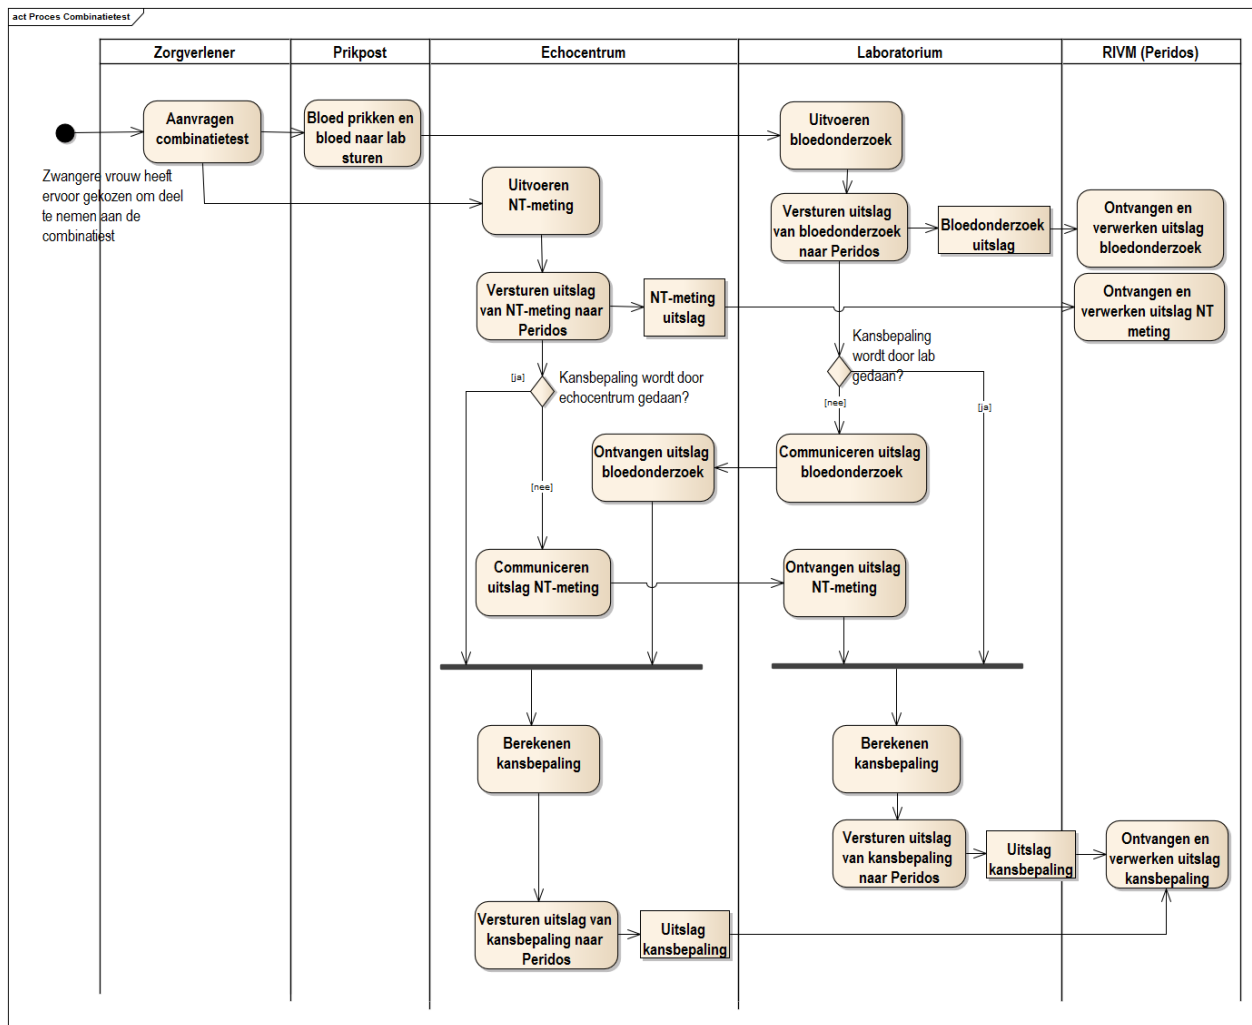 act Proces Combinatietest
Zorgverlener
Prikpost
Echocentrum
Laboratorium
RIVM (Peridos)
Aanvragen
combinatietest
Bloed prikken en
bloed naar lab
sturen
Uitvoeren
bloedonderzoek
Zwangere vrouw heeft
ervoor gekozen om deel
te nemen aan de
combinatiest
Uitvoeren
NT-meting
Versturen uitslag
van bloedonderzoek
naar Peridos
Bloedonderzoek
uitslag
Ontvangen en
verwerken uitslag
bloedonderzoek
Versturen uitslag
van NT-meting naar
Peridos
NT-meting
uitslag
Ontvangen en
verwerken uitslag NT
meting
Kansbepaling
wordt door lab
gedaan?
[ja]
Kansbepaling wordt door
echocentrum gedaan?
[nee]
[ja]
Ontvangen uitslag
bloedonderzoek
Communiceren uitslag
bloedonderzoek
[nee]
Communiceren
uitslag NT-meting
Ontvangen uitslag
NT-meting
Berekenen
kansbepaling
Berekenen
kansbepaling
Versturen uitslag
van kansbepaling
naar Peridos
Uitslag
kansbepaling
Ontvangen en
verwerken uitslag
kansbepaling
Versturen uitslag van
kansbepaling naar
Peridos
Uitslag
kansbepaling